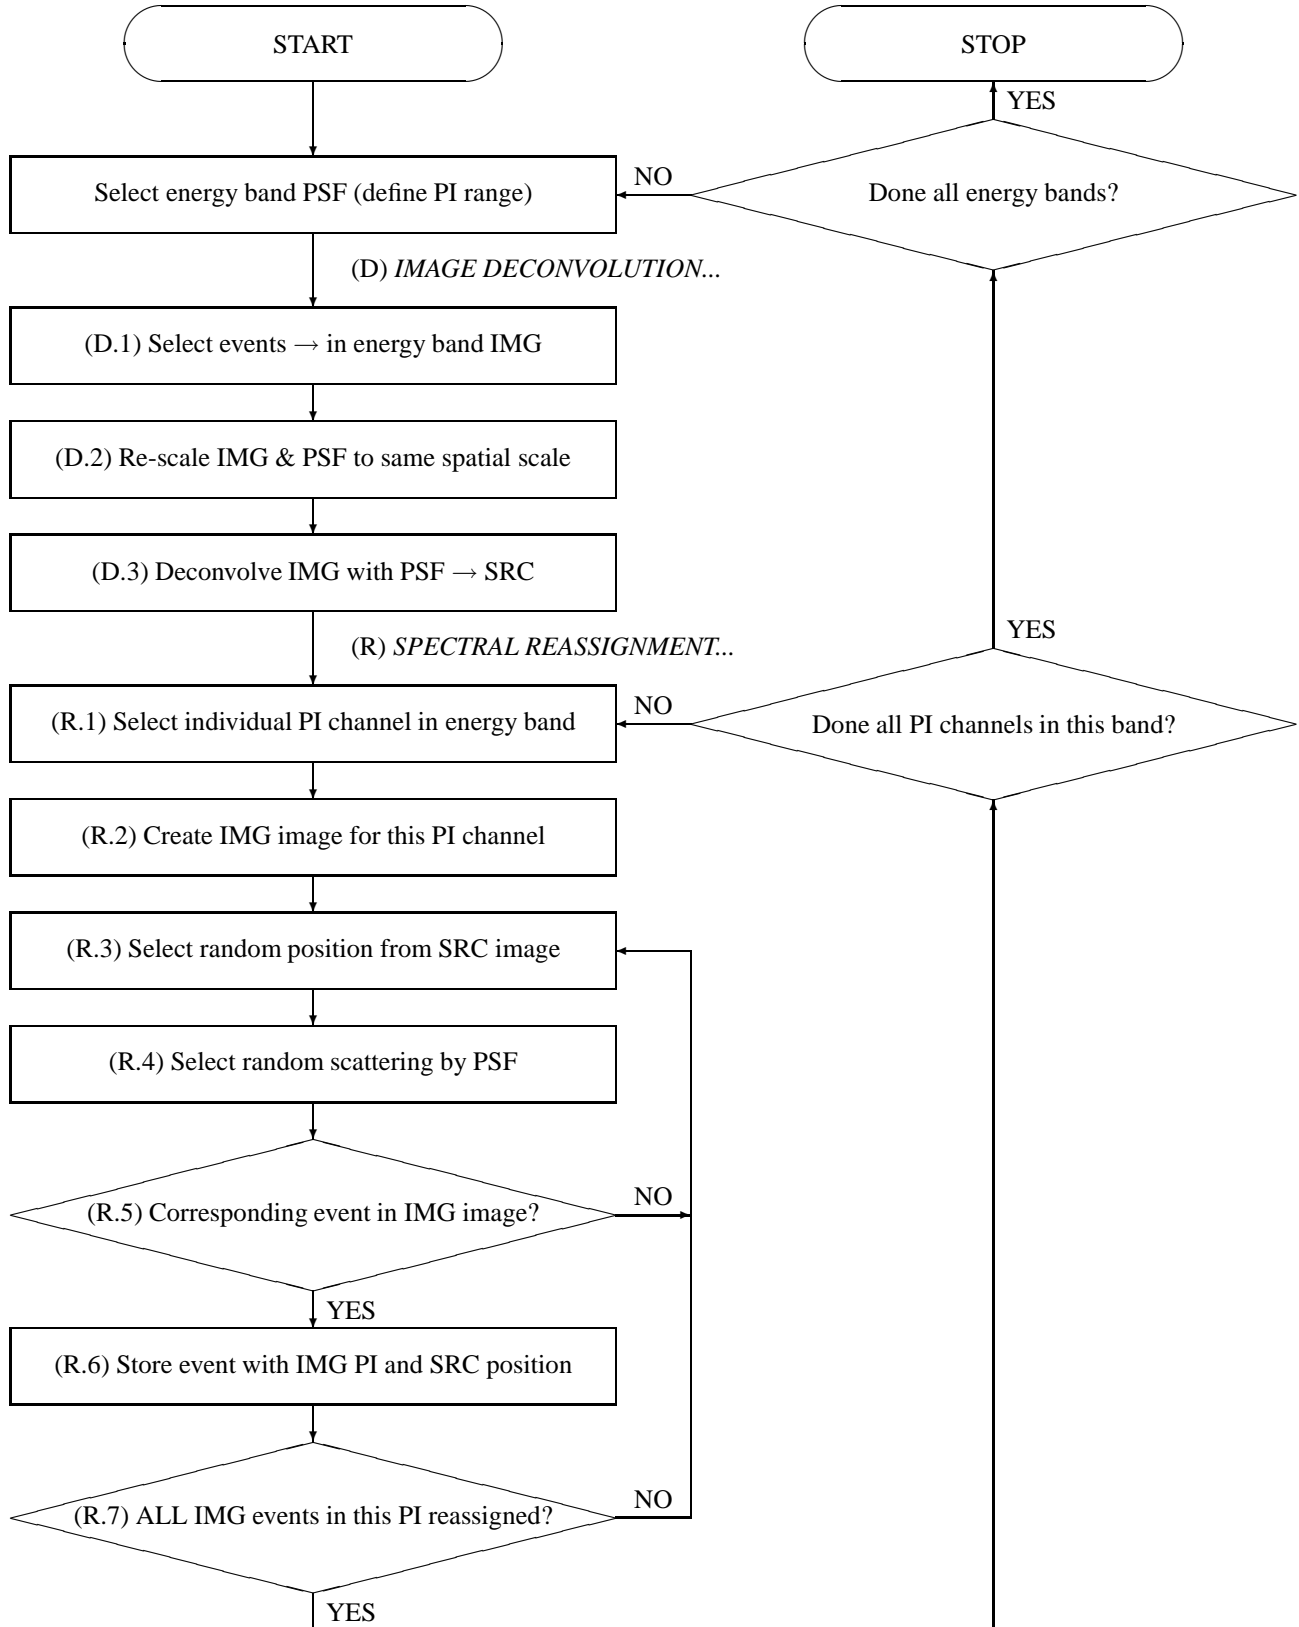 START
STOP
YES
Select energy band PSF (define PI range)
NO
Done all energy bands?
(D) IMAGE DECONVOLUTION...
(D.1) Select events → in energy band IMG
(D.2) Re-scale IMG & PSF to same spatial scale
(D.3) Deconvolve IMG with PSF → SRC
(R) SPECTRAL REASSIGNMENT...
YES
(R.1) Select individual PI channel in energy band
NO
Done all PI channels in this band?
(R.2) Create IMG image for this PI channel
(R.3) Select random position from SRC image
(R.4) Select random scattering by PSF
(R.5) Corresponding event in IMG image?
NO
YES
(R.6) Store event with IMG PI and SRC position
(R.7) ALL IMG events in this PI reassigned?
NO
YES